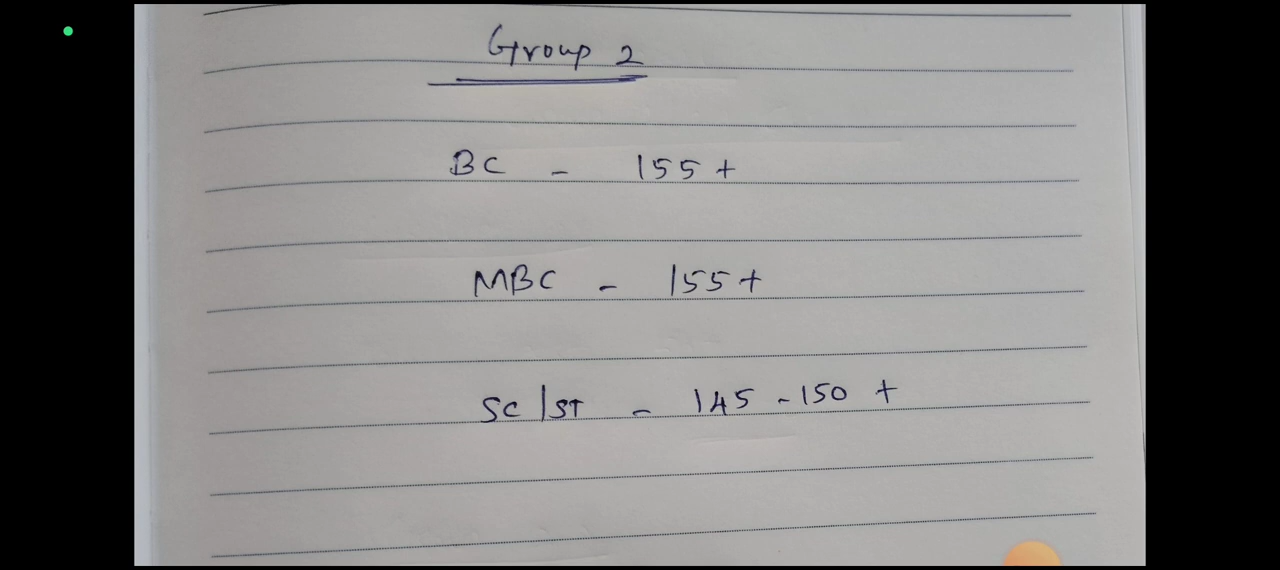 Group 2
BC - 155+
MBC - 155+
SC/ST - 145 - 150 +